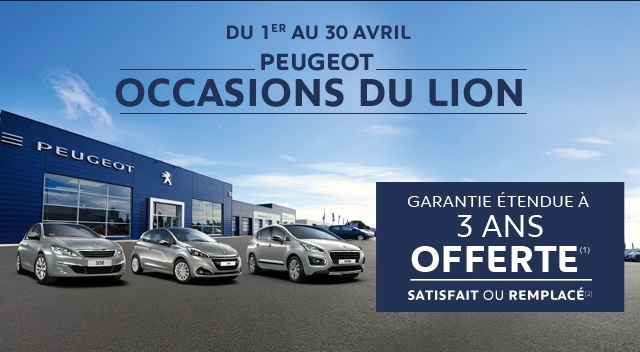 DU 1ER AU 30 AVRIL
PEUGEOT
OCCASIONS DU LION
PEUGEOT
308
GARANTIE ÉTENDUE À
3 ANS
OFFERTE(1)
SATISFAIT OU REMPLACÉ(2)